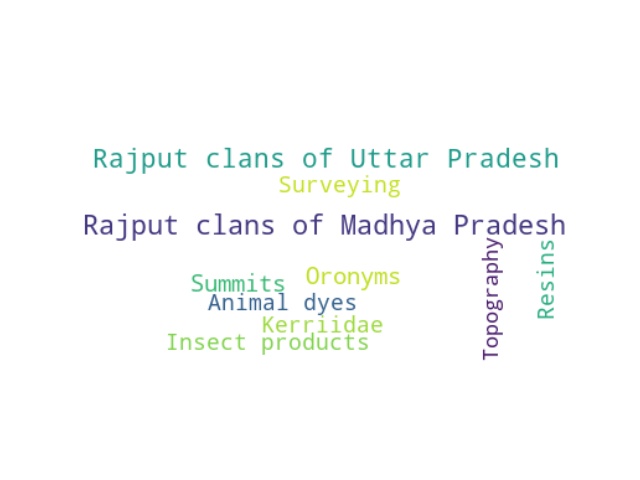 Rajput clans of Uttar Pradesh
Surveying
Rajput clans of Madhya Pradesh
Topography
Resins
Summits
Oronyms
Animal dyes
Kerriidae
Insect products